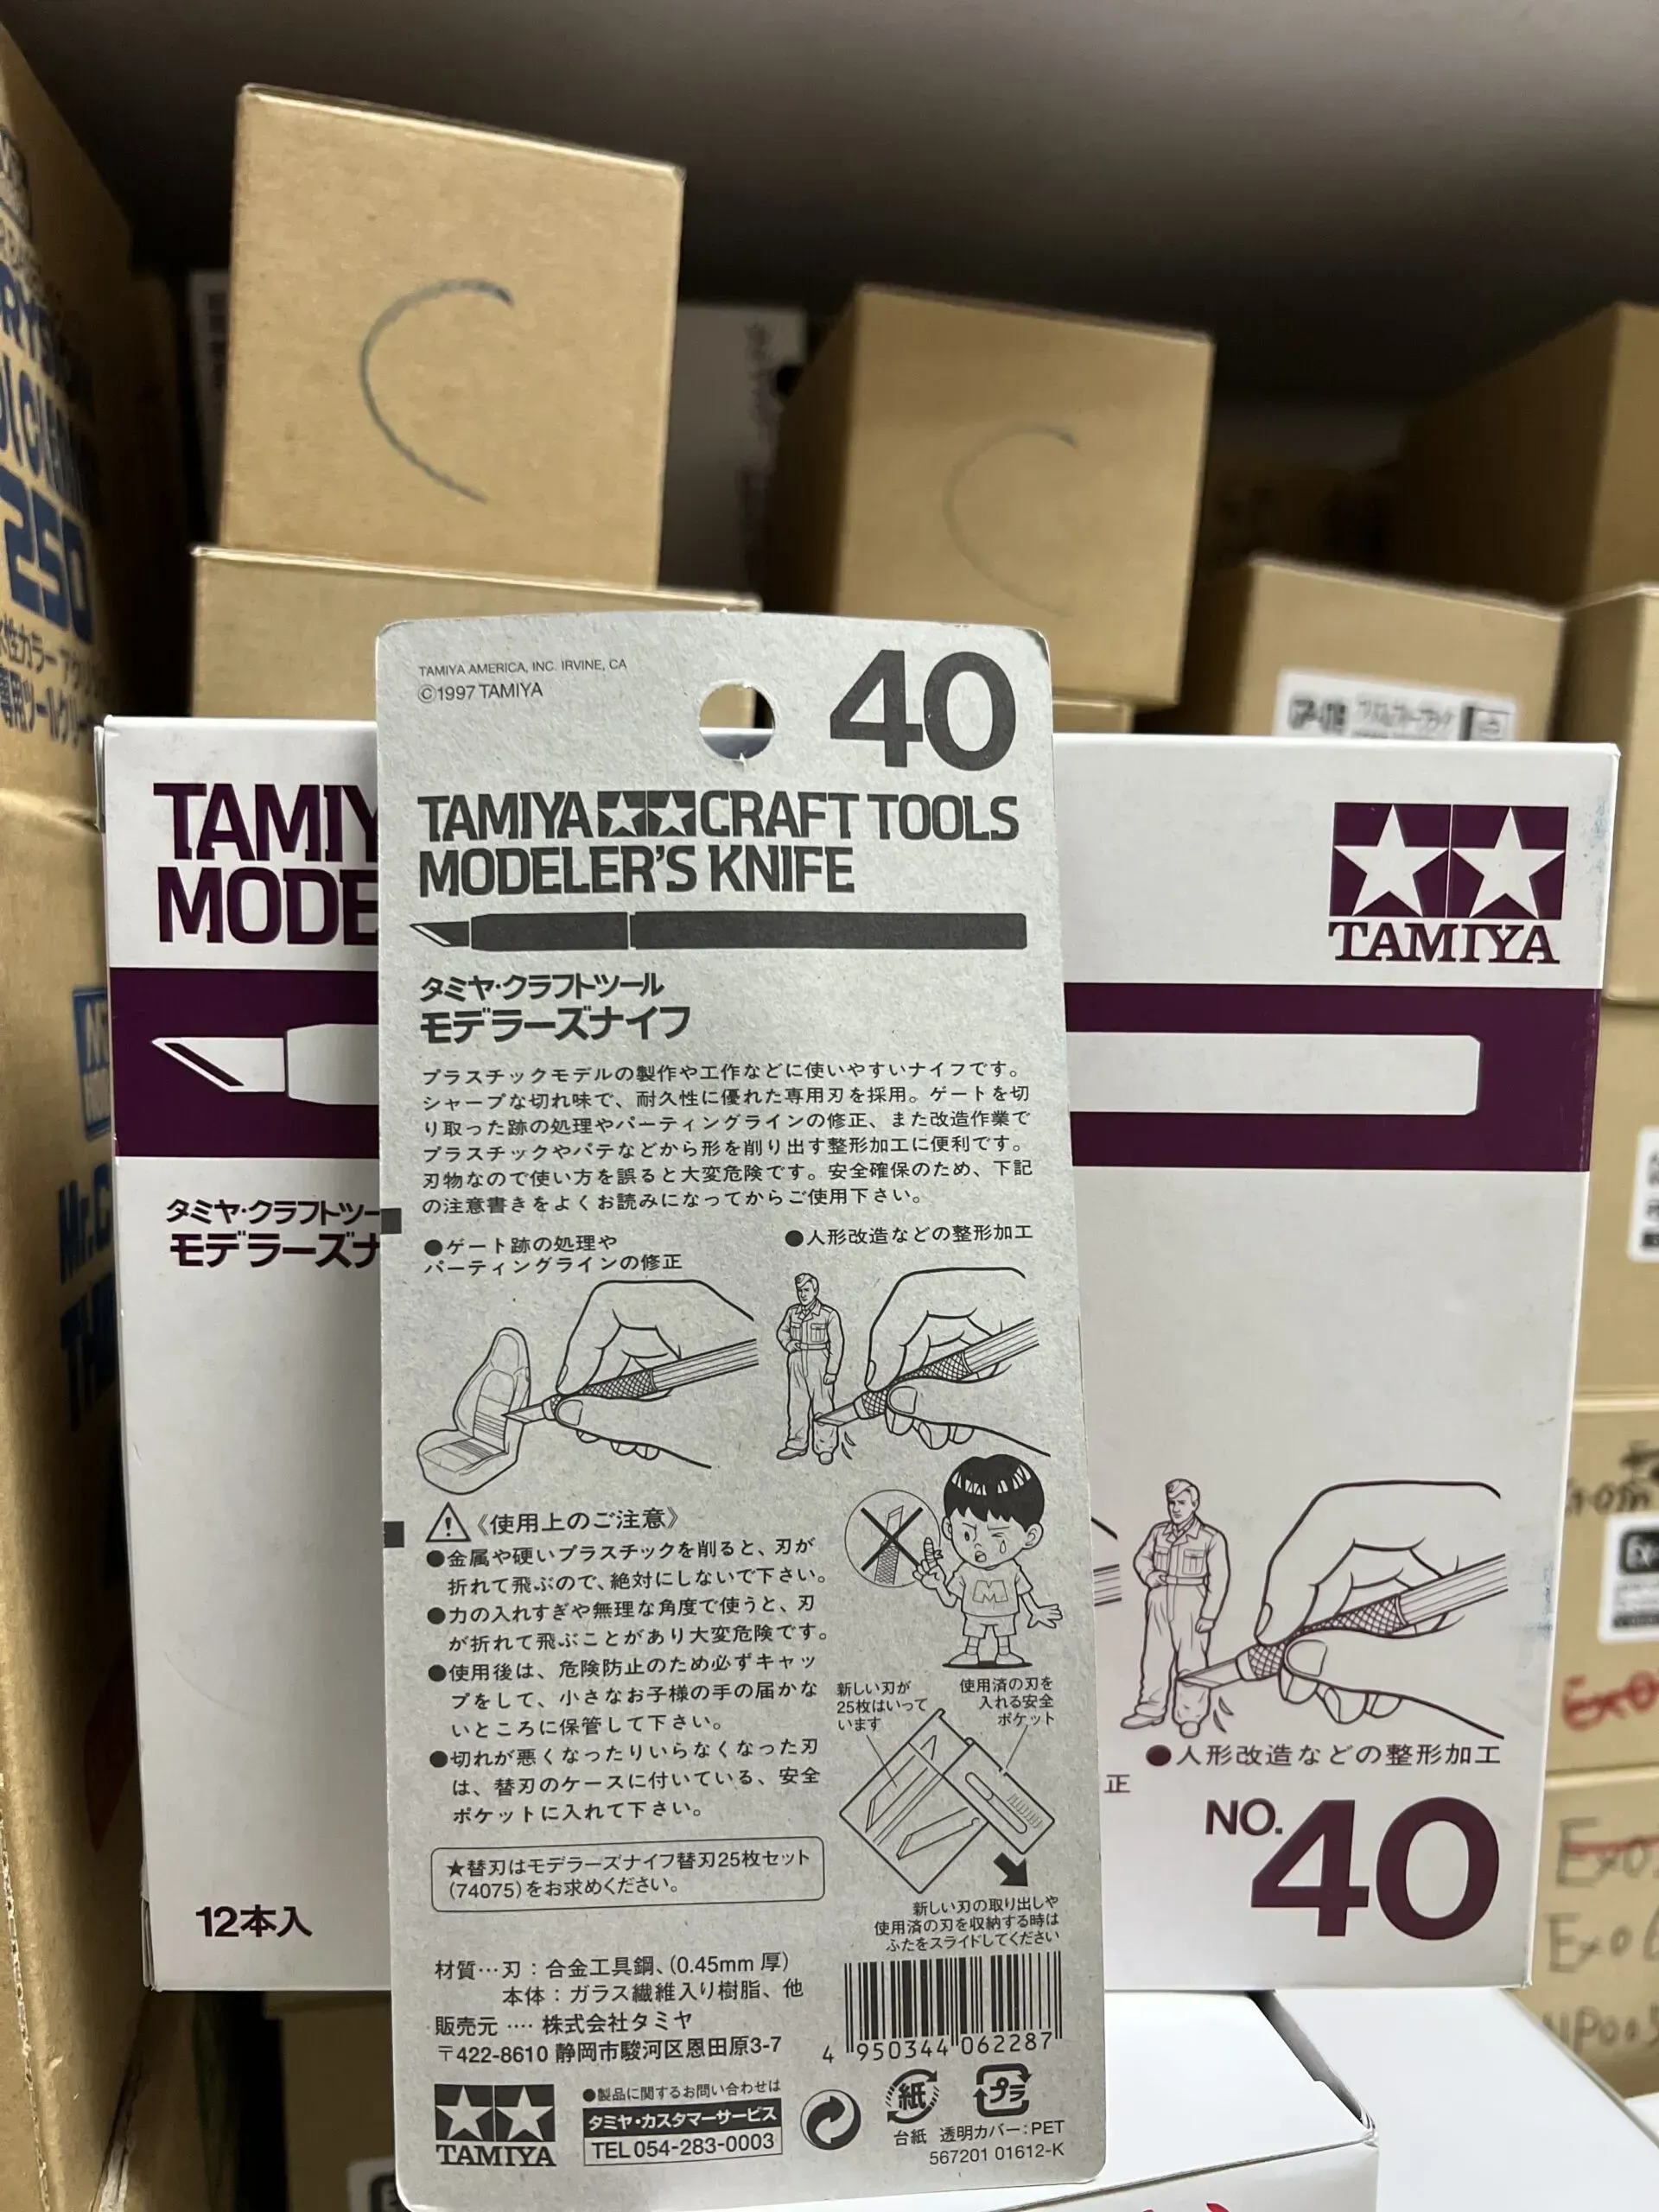 TAMIYA AMERICA, INC. IRVINE, CA
©1997 TAMIYA
40
TAMIYA CRAFT TOOLS
MODELER'S KNIFE
タミヤ・クラフトツール
モデラーズナイフ
プラスチックモデルの製作や工作などに使いやすいナイフです。
シャープな切れ味で、耐久性に優れた専用刃を採用。ゲートを切
り取った跡の処理やパーティングラインの修正、また改造作業で
プラスチックやパテなどから形を削り出す整形加工に便利です。
刃物なので使い方を誤ると大変危険です。安全確保のため、下記
の注意書きをよくお読みになってからご使用下さい。
●ゲート跡の処理や
パーティングラインの修正
●人形改造などの整形加工
《使用上のご注意》
●金属や硬いプラスチックを削ると、刃が
折れて飛ぶので、絶対にしないで下さい。
●力の入れすぎや無理な角度で使うと、刃
が折れて飛ぶことがあり大変危険です。
●使用後は、危険防止のため必ずキャッ
プをして、小さなお子様の手の届かな
いところに保管して下さい。
●切れが悪くなったりいらなくなった刃
は、替刃のケースに付いている、安全
ポケットに入れて下さい。
M
新しい刃が
25枚はいって
います
使用済の刃を
入れる安全
ポケット
新しい刃の取り出しや
使用済の刃を収納する時は
ふたをスライドしてください
★替刃はモデラーズナイフ替刃25枚セット
(74075)をお求めください。
材質…刃：合金工具鋼、(0.45mm 厚)
本体：ガラス繊維入り樹脂、他
販売元 ‥‥ 株式会社タミヤ
〒422-8610 静岡市駿河区恩田原3-7
TAMIYA
●製品に関するお問い合わせは
タミヤ・カスタマーサービス
TEL 054-283-0003
4 950344 062287
紙
プラ
台紙 透明カバー：PET
567201 01612-K
TAMIY
MODE
TAMIYA
タミヤ・クラフトツー
モデラーズナ
12本入
●人形改造などの整形加工
正
NO.40
C
C
250